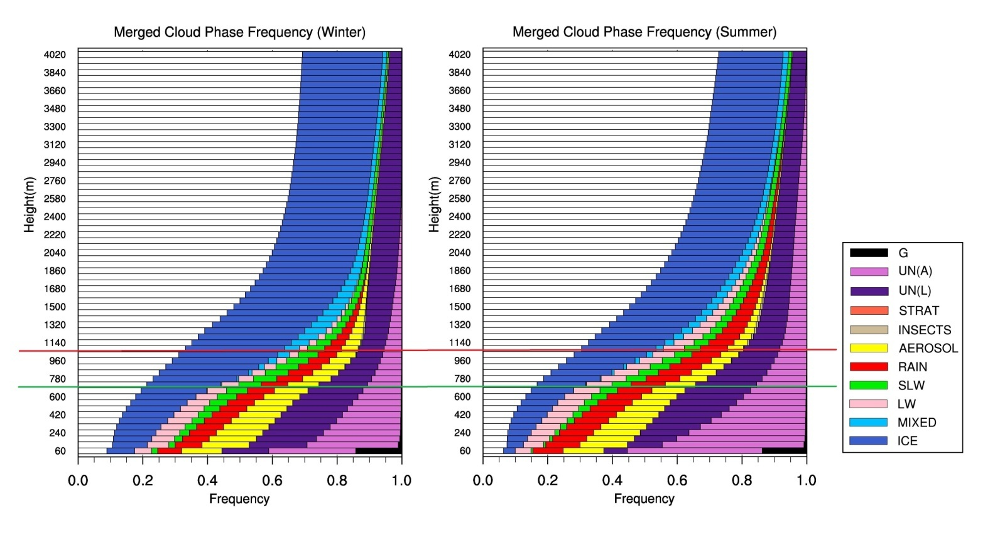 Merged Cloud Phase Frequency (Winter)
4020
3840
3660
3480
3300
3120
2940
2760
2580
2400
2220
2040
1860
1680
1500
1320
1140
960
780
600
420
240
60
Height(m)
0.0 0.2 0.4 0.6 0.8 1.0
Frequency
Merged Cloud Phase Frequency (Summer)
4020
3840
3660
3480
3300
3120
2940
2760
2580
2400
2220
2040
1860
1680
1500
1320
1140
960
780
600
420
240
60
Height(m)
0.0 0.2 0.4 0.6 0.8 1.0
Frequency
G
UN(A)
UN(L)
STRAT
INSECTS
AEROSOL
RAIN
SLW
LW
MIXED
ICE